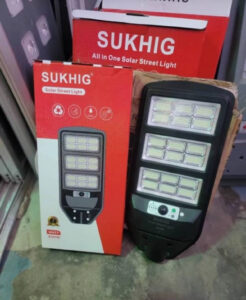 SUKHIG
All in One Solar Street Light
SUKHIG
Solar Street Light